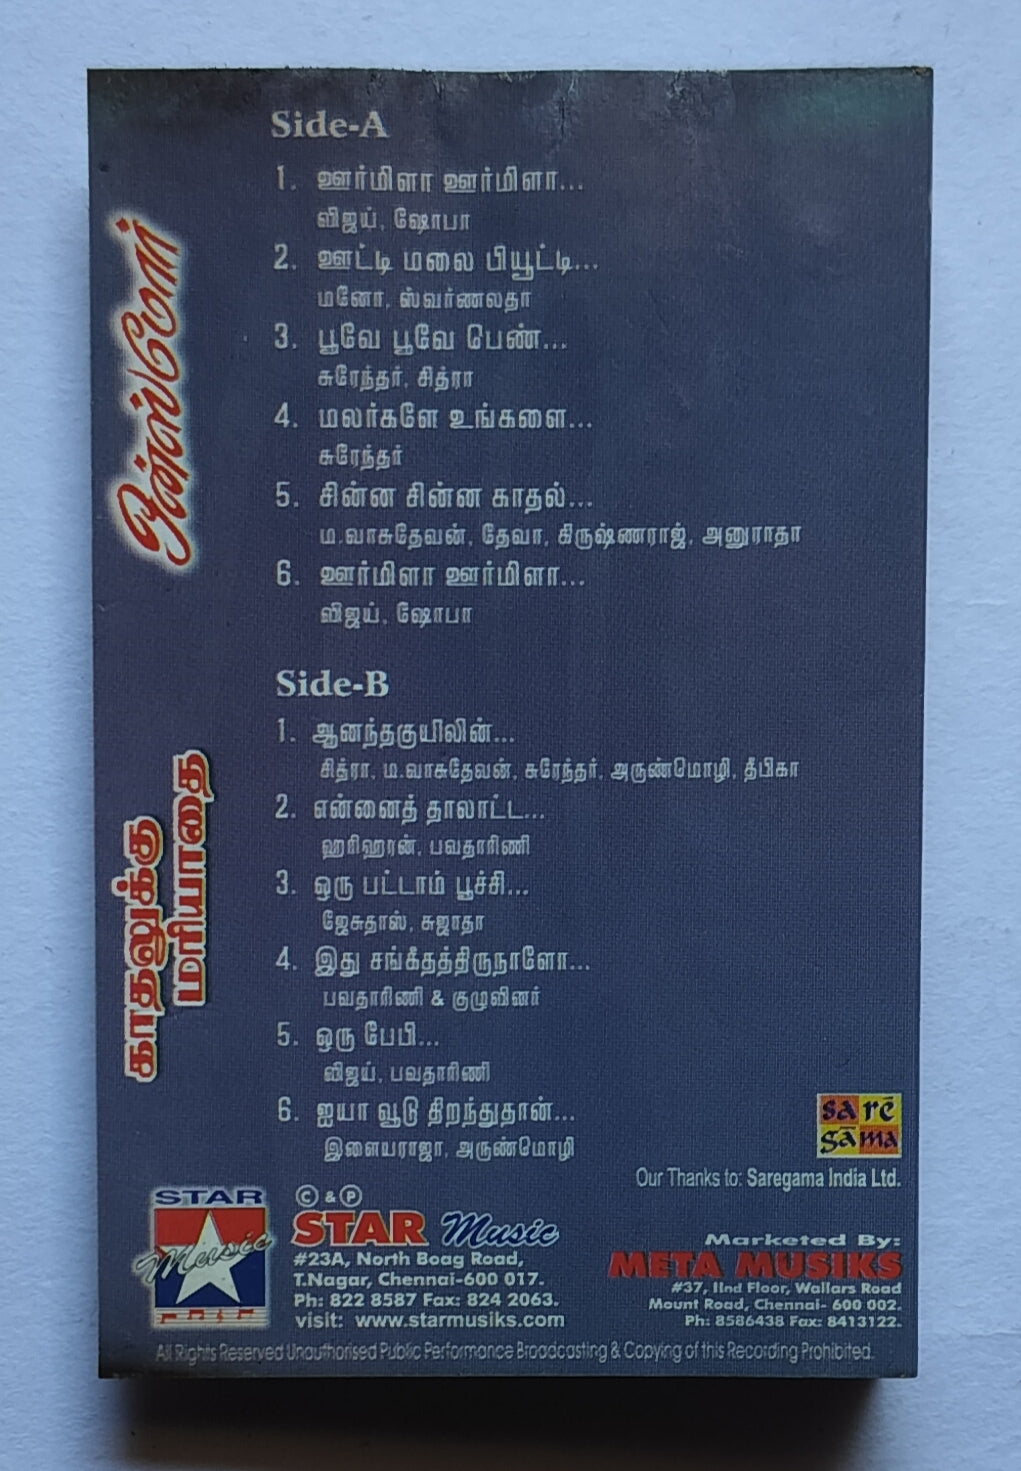 ஒன்ஸ்மோர்
Side-A
1. ஊர்மிளா ஊர்மிளா...
விஜய், ஷோபா
2. ஊட்டி மலை பியூட்டி...
மனோ, ஸ்வர்ணலதா
3. பூவே பூவே பெண்...
சுரேந்தர், சித்ரா
4. மலர்களே உங்களை...
சுரேந்தர்
5. சின்ன சின்ன காதல்...
ம.வாசுதேவன், தேவா, கிருஷ்ணராஜ், அனுராதா
6. ஊர்மிளா ஊர்மிளா...
விஜய், ஷோபா
காதலுக்கு
மரியாதை
Side-B
1. ஆனந்தகுயிலின்...
சித்ரா, ம.வாசுதேவன், சுரேந்தர், அருண்மொழி, தீபிகா
2. என்னைத் தாலாட்ட...
ஹரிஹரன், பவதாரிணி
3. ஒரு பட்டாம் பூச்சி...
ஜேசுதாஸ், சுஜாதா
4. இது சங்கீதத்திருநாளோ...
பவதாரிணி & குழுவினர்
5. ஒரு பேபி...
விஜய், பவதாரிணி
6. ஐயா வூடு திறந்துதான்...
இளையராஜா, அருண்மொழி
sa rē
gā ma
Our Thanks to: Saregama India Ltd.
STAR
Music
© & ℗
STAR Music
#23A, North Boag Road,
T.Nagar, Chennai-600 017.
Ph: 822 8587 Fax: 824 2063.
visit: www.starmusiks.com
Marketed By:
META MUSIKS
#37, IInd Floor, Wallars Road
Mount Road, Chennai- 600 002.
Ph: 8586438 Fax: 8413122.
All Rights Reserved Unauthorised Public Performance Broadcasting & Copying of this Recording Prohibited.